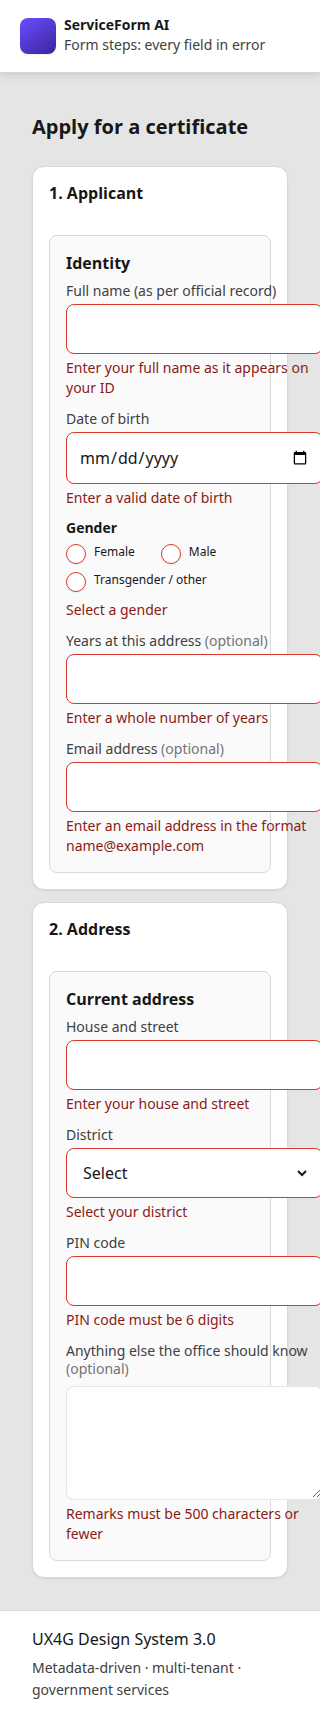 ServiceForm AI
Form steps: every field in error
Apply for a certificate
1. Applicant
Identity
Full name (as per official record)
Enter your full name as it appears on
your ID
Date of birth
mm/dd/yyyy
Enter a valid date of birth
Gender
Female Male
Transgender / other
Select a gender
Years at this address (optional)
Enter a whole number of years
Email address (optional)
Enter an email address in the format
name@example.com
2. Address
Current address
House and street
Enter your house and street
District
Select
Select your district
PIN code
PIN code must be 6 digits
Anything else the office should know
(optional)
Remarks must be 500 characters or
fewer
UX4G Design System 3.0
Metadata-driven · multi-tenant ·
government services